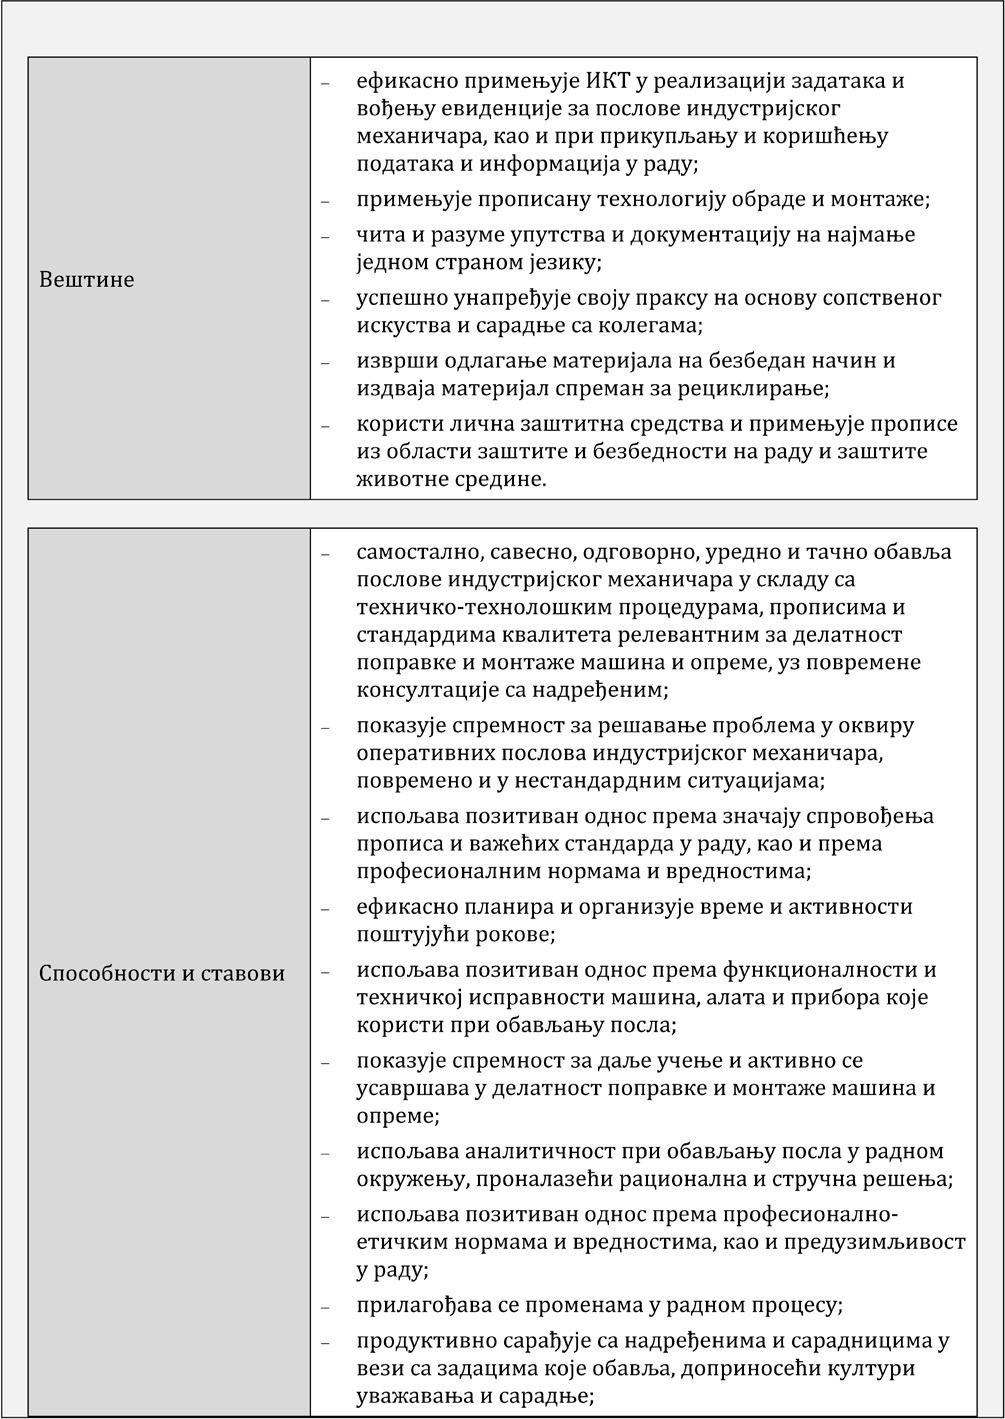 – ефикасно примењује ИКТ у реализацији задатака и
вођењу евиденције за послове индустријског
механичара, као и при прикупљању и коришћењу
података и информација у раду;
– примењује прописану технологију обраде и монтаже;
– чита и разуме упутства и документацију на најмање
једном страном језику;
Вештине
– успешно унапређује своју праксу на основу сопственог
искуства и сарадње са колегама;
– изврши одлагање материјала на безбедан начин и
издваја материјал спреман за рециклирање;
– користи лична заштитна средства и примењује прописе
из области заштите и безбедности на раду и заштите
животне средине.
– самостално, савесно, одговорно, уредно и тачно обавља
послове индустријског механичара у складу са
техничко-технолошким процедурама, прописима и
стандардима квалитета релевантним за делатност
поправке и монтаже машина и опреме, уз повремене
консултације са надређеним;
– показује спремност за решавање проблема у оквиру
оперативних послова индустријског механичара,
повремено и у нестандардним ситуацијама;
– испољава позитиван однос према значају спровођења
прописа и важећих стандарда у раду, као и према
професионалним нормама и вредностима;
– ефикасно планира и организује време и активности
поштујући рокове;
Способности и ставови
– испољава позитиван однос према функционалности и
техничкој исправности машина, алата и прибора које
користи при обављању посла;
– показује спремност за даље учење и активно се
усавршава у делатност поправке и монтаже машина и
опреме;
– испољава аналитичност при обављању посла у радном
окружењу, проналазећи рационална и стручна решења;
– испољава позитиван однос према професионално-
етичким нормама и вредностима, као и предузимљивост
у раду;
– прилагођава се променама у радном процесу;
– продуктивно сарађује са надређенима и сарадницима у
вези са задацима које обавља, доприносећи култури
уважавања и сарадње;